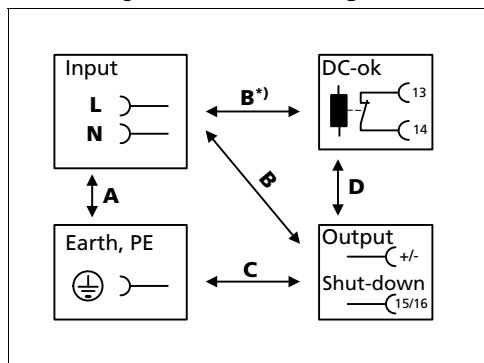 Input
L
N
B*)
DC-ok
13
14
A
B
D
Earth, PE
C
Output
+/-
Shut-down
15/16